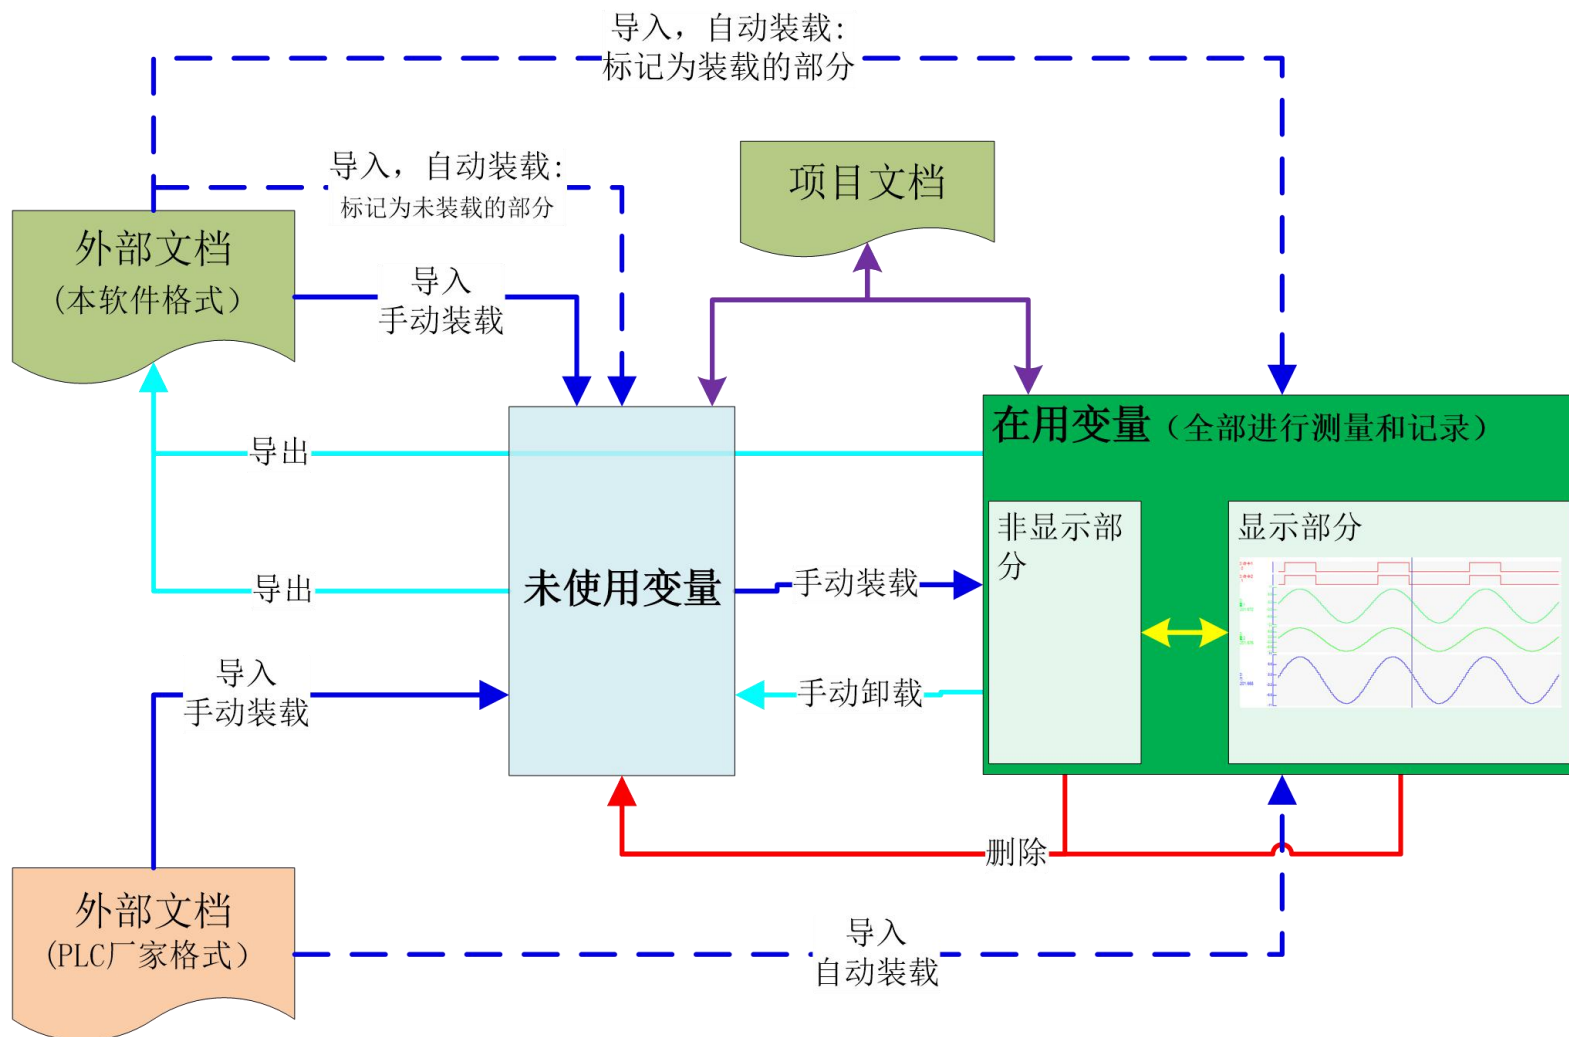 导入，自动装载：
标记为装载的部分
导入，自动装载：
标记为未装载的部分
项目文档
外部文档
(本软件格式）
导入
手动装载
在用变量（全部进行测量和记录）
导出
非显示部
分
显示部分
未使用变量
手动装载
导出
手动卸载
导入
手动装载
删除
外部文档
(PLC厂家格式）
导入
自动装载